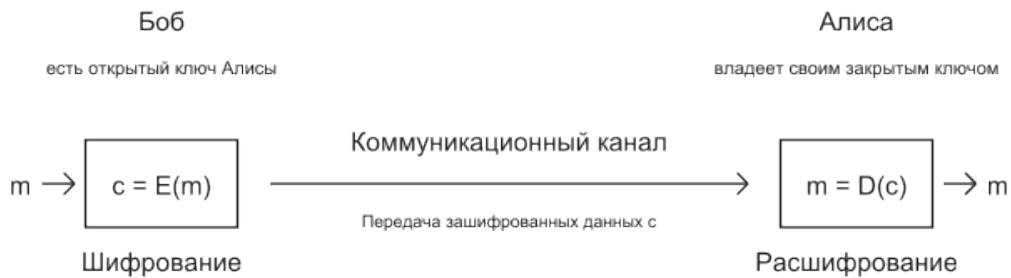 Боб
Алиса
есть открытый ключ Алисы
владеет своим закрытым ключом
Коммуникационный канал
m
c = E(m)
m = D(c)
m
Передача зашифрованных данных c
Шифрование
Расшифрование